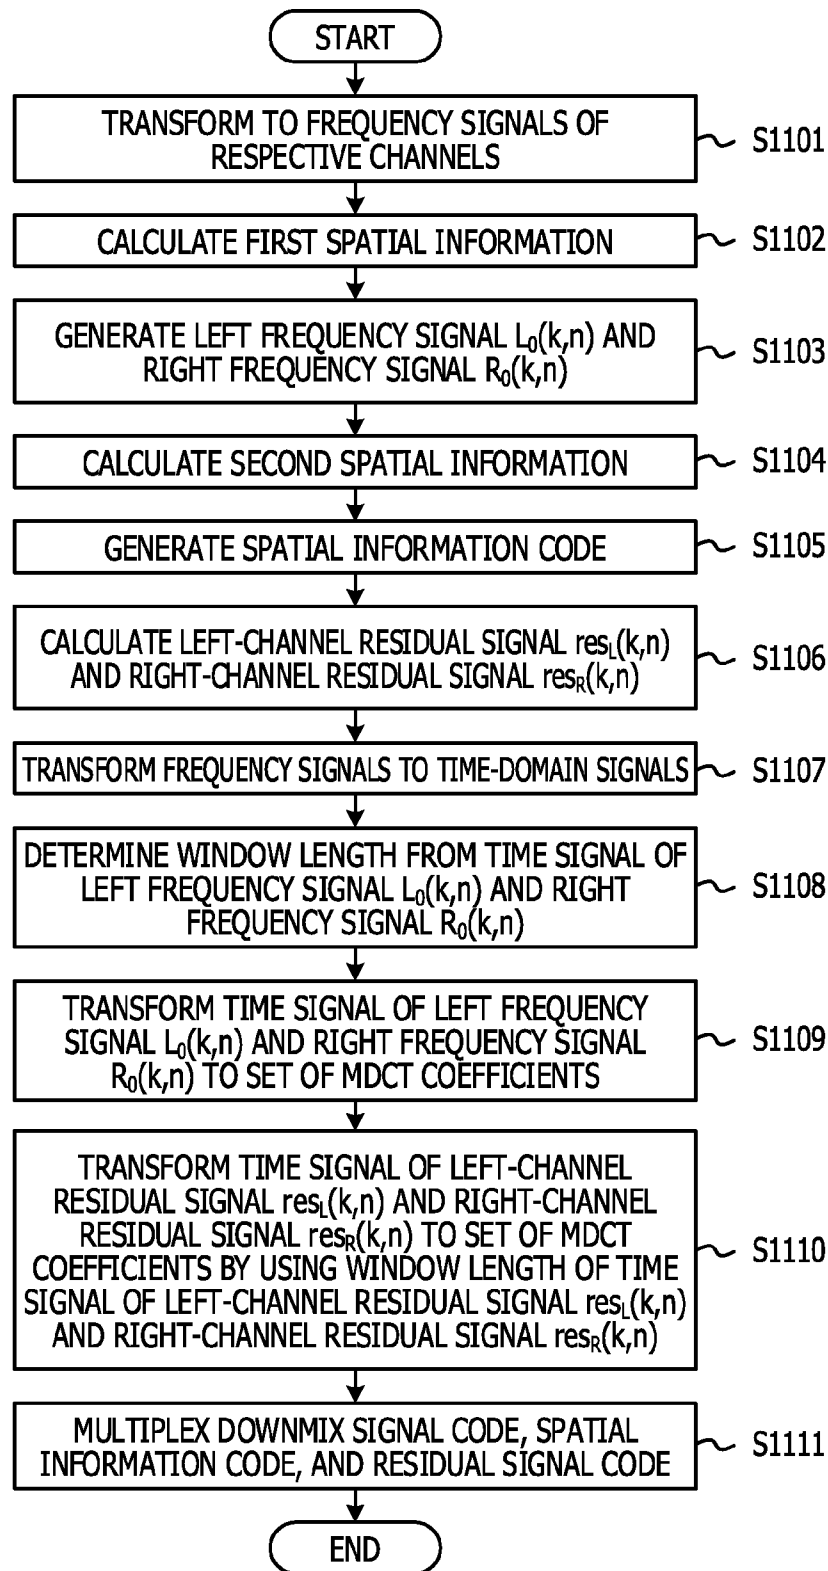 START
TRANSFORM TO FREQUENCY SIGNALS OF
RESPECTIVE CHANNELS
S1101
CALCULATE FIRST SPATIAL INFORMATION
S1102
GENERATE LEFT FREQUENCY SIGNAL L₀(k,n) AND
RIGHT FREQUENCY SIGNAL R₀(k,n)
S1103
CALCULATE SECOND SPATIAL INFORMATION
S1104
GENERATE SPATIAL INFORMATION CODE
S1105
CALCULATE LEFT-CHANNEL RESIDUAL SIGNAL res_L(k,n)
AND RIGHT-CHANNEL RESIDUAL SIGNAL res_R(k,n)
S1106
TRANSFORM FREQUENCY SIGNALS TO TIME-DOMAIN SIGNALS
S1107
DETERMINE WINDOW LENGTH FROM TIME SIGNAL OF
LEFT FREQUENCY SIGNAL L₀(k,n) AND RIGHT
FREQUENCY SIGNAL R₀(k,n)
S1108
TRANSFORM TIME SIGNAL OF LEFT FREQUENCY
SIGNAL L₀(k,n) AND RIGHT FREQUENCY SIGNAL
R₀(k,n) TO SET OF MDCT COEFFICIENTS
S1109
TRANSFORM TIME SIGNAL OF LEFT-CHANNEL
RESIDUAL SIGNAL res_L(k,n) AND RIGHT-CHANNEL
RESIDUAL SIGNAL res_R(k,n) TO SET OF MDCT
COEFFICIENTS BY USING WINDOW LENGTH OF TIME
SIGNAL OF LEFT-CHANNEL RESIDUAL SIGNAL res_L(k,n)
AND RIGHT-CHANNEL RESIDUAL SIGNAL res_R(k,n)
S1110
MULTIPLEX DOWNMIX SIGNAL CODE, SPATIAL
INFORMATION CODE, AND RESIDUAL SIGNAL CODE
S1111
END